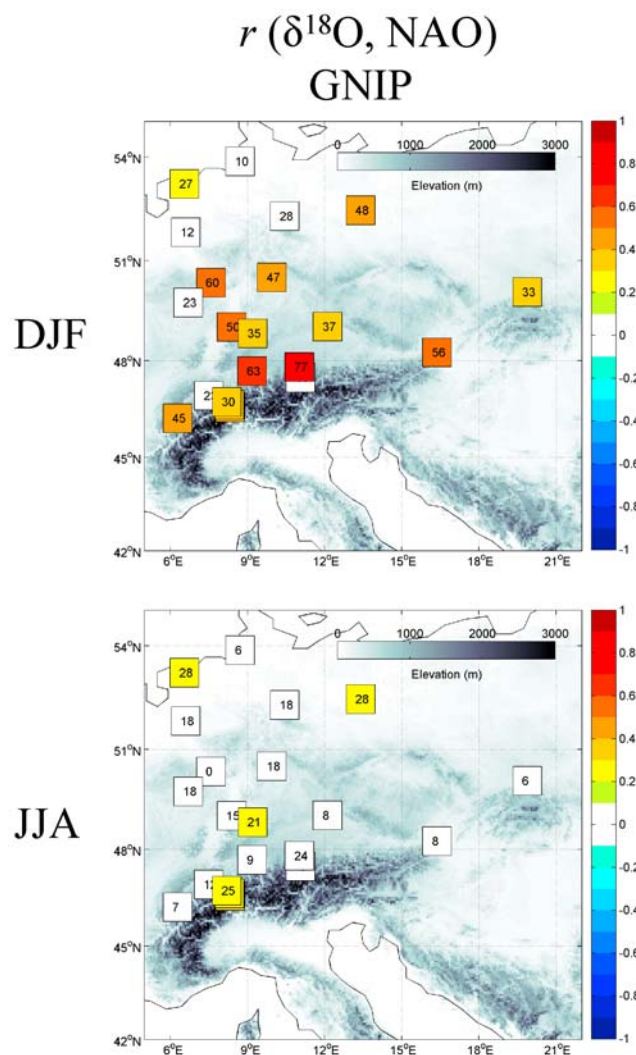 r (δ¹⁸O, NAO)
GNIP
DJF
0 1000 2000 3000
Elevation (m)
54°N
51°N
48°N
45°N
42°N
6°E 9°E 12°E 15°E 18°E 21°E
10
27
48
28
12
47
60
33
23
50
35
37
56
77
63
30
45
1
0.8
0.6
0.4
0.2
0
-0.2
-0.4
-0.6
-0.8
-1
JJA
0 1000 2000 3000
Elevation (m)
54°N
51°N
48°N
45°N
42°N
6°E 9°E 12°E 15°E 18°E 21°E
6
28
28
18
18
18
0
6
18
15
21
8
8
24
9
25
7
1
0.8
0.6
0.4
0.2
0
-0.2
-0.4
-0.6
-0.8
-1